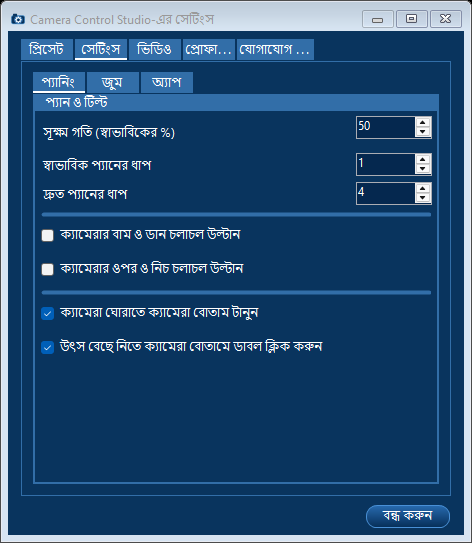 Camera Control Studio-এর সেটিংস
প্রিসেট সেটিংস ভিডিও প্রোফা... যোগাযোগ ...
প্যানিং জুম অ্যাপ
প্যান ও টিল্ট
সূক্ষ্ম গতি (স্বাভাবিকের %) 50
স্বাভাবিক প্যানের ধাপ 1
দ্রুত প্যানের ধাপ 4
ক্যামেরার বাম ও ডান চলাচল উল্টান
ক্যামেরার ওপর ও নিচ চলাচল উল্টান
ক্যামেরা ঘোরাতে ক্যামেরা বোতাম টানুন
উৎস বেছে নিতে ক্যামেরা বোতামে ডাবল ক্লিক করুন
বন্ধ করুন